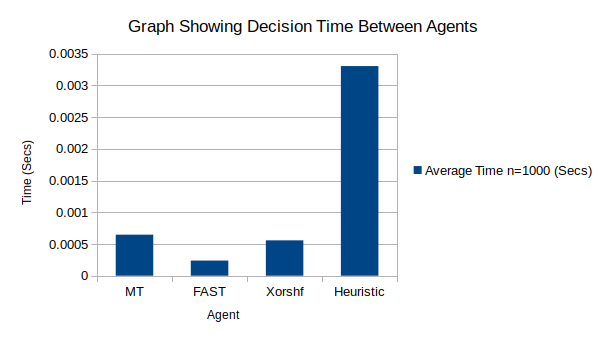 Graph Showing Decision Time Between Agents
0.0035
0.003
0.0025
0.002
0.0015
0.001
0.0005
0
Time (Secs)
MT FAST Xorshf Heuristic
Agent
Average Time n=1000 (Secs)